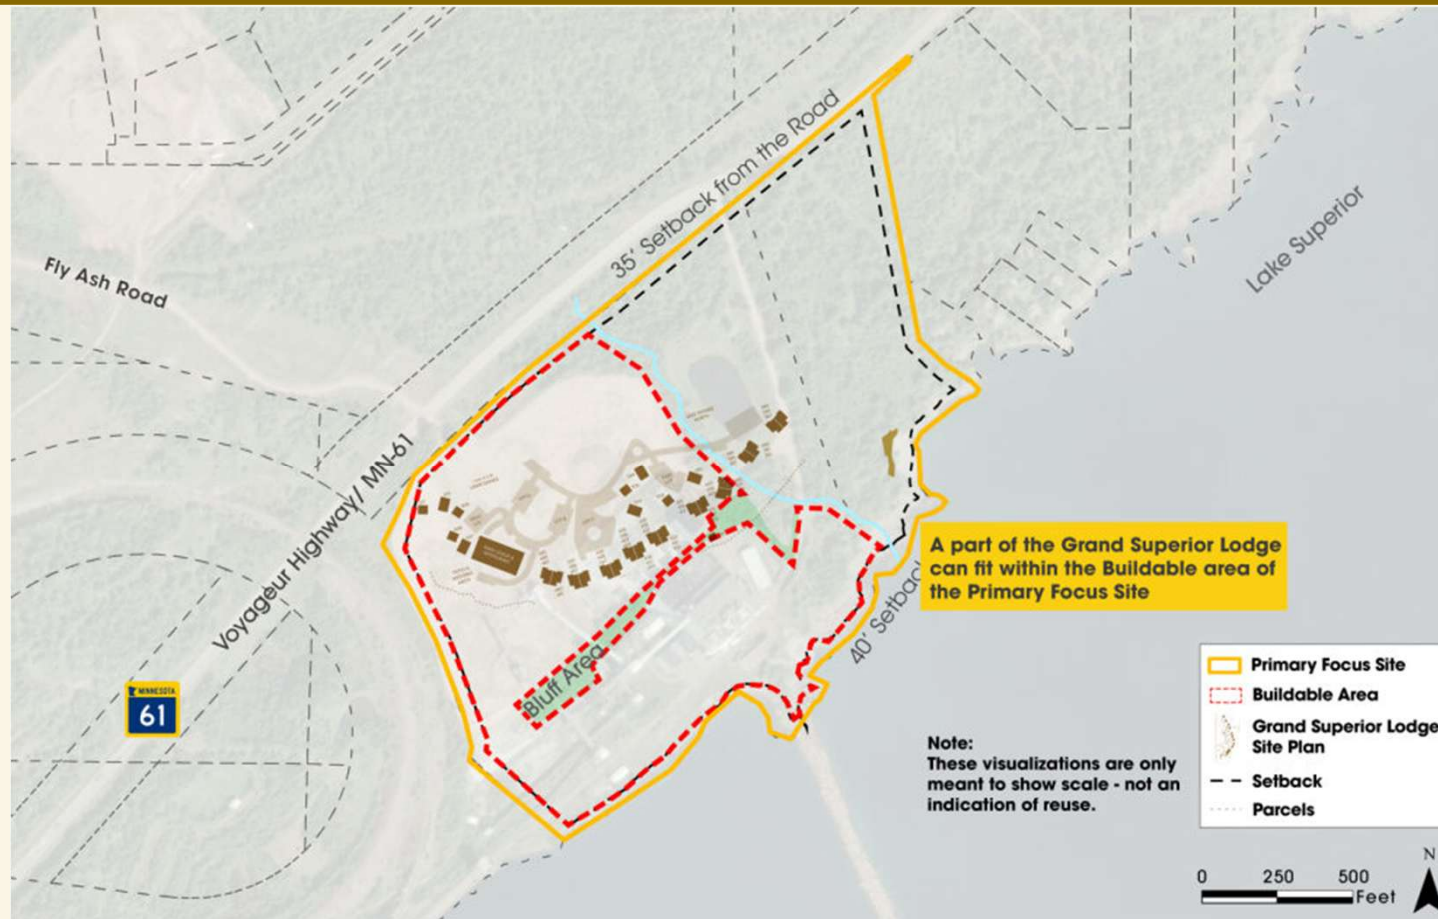 35' Setback from the Road
Fly Ash Road
Lake Superior
Voyageur Highway/ MN-61
A part of the Grand Superior Lodge
can fit within the Buildable area of
the Primary Focus Site
40' Setback
Bluff Area
MINNESOTA
61
Note:
These visualizations are only
meant to show scale - not an
indication of reuse.
Primary Focus Site
Buildable Area
Grand Superior Lodge
Site Plan
Setback
Parcels
N
0 250 500
Feet